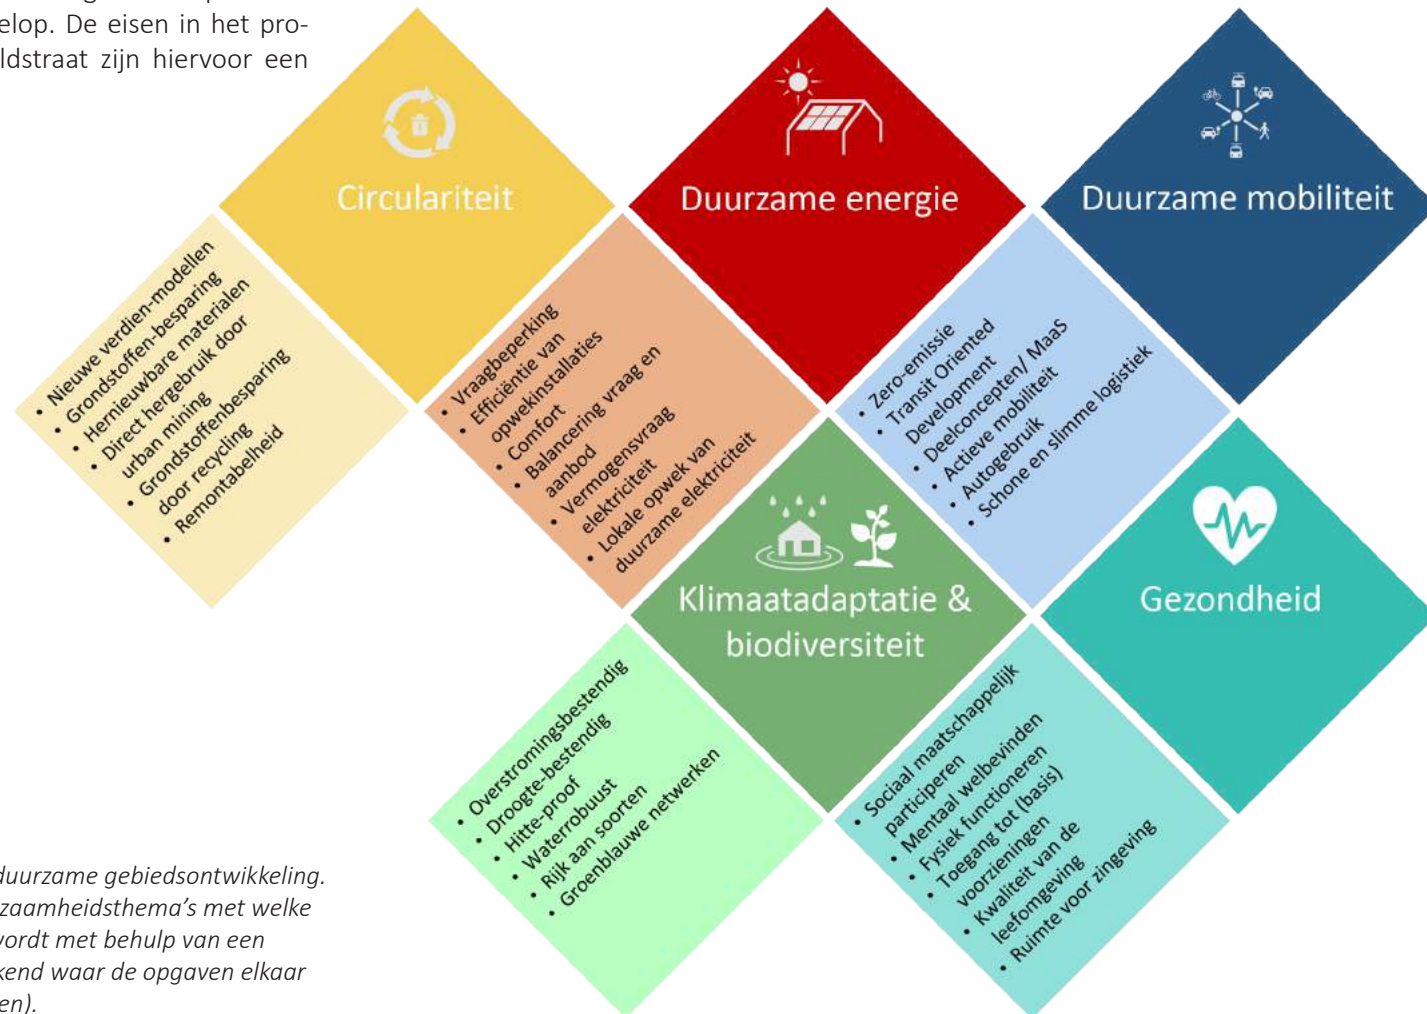 elop. De eisen in het pro-
ldstraat zijn hiervoor een
Circulariteit
• Nieuwe verdien-modellen
• Grondstoffen-besparing
• Hernieuwbare materialen
• Direct hergebruik door
urban mining
• Grondstoffenbesparing
door recycling
• Remontabelheid
Duurzame energie
• Vraagbeperking
• Efficiëntie van
opwekinstallaties
• Comfort
• Balancering vraag en
aanbod
• Vermogensvraag
elektriciteit
• Lokale opwek van
duurzame elektriciteit
Duurzame mobiliteit
• Zero-emissie
• Transit Oriented
Development
• Deelconcepten/ MaaS
• Actieve mobiliteit
• Autogebruik
• Schone en slimme logistiek
Klimaatadaptatie &
biodiversiteit
• Overstromingsbestendig
• Droogte-bestendig
• Hitte-proof
• Waterrobuust
• Rijk aan soorten
• Groenblauwe netwerken
Gezondheid
• Sociaal maatschappelijk
participeren
• Mentaal welbevinden
• Fysiek functioneren
• Toegang tot (basis)
voorzieningen
• Kwaliteit van de
leefomgeving
• Ruimte voor zingeving
duurzame gebiedsontwikkeling.
zaamheidsthema's met welke
wordt met behulp van een
kend waar de opgaven elkaar
en).